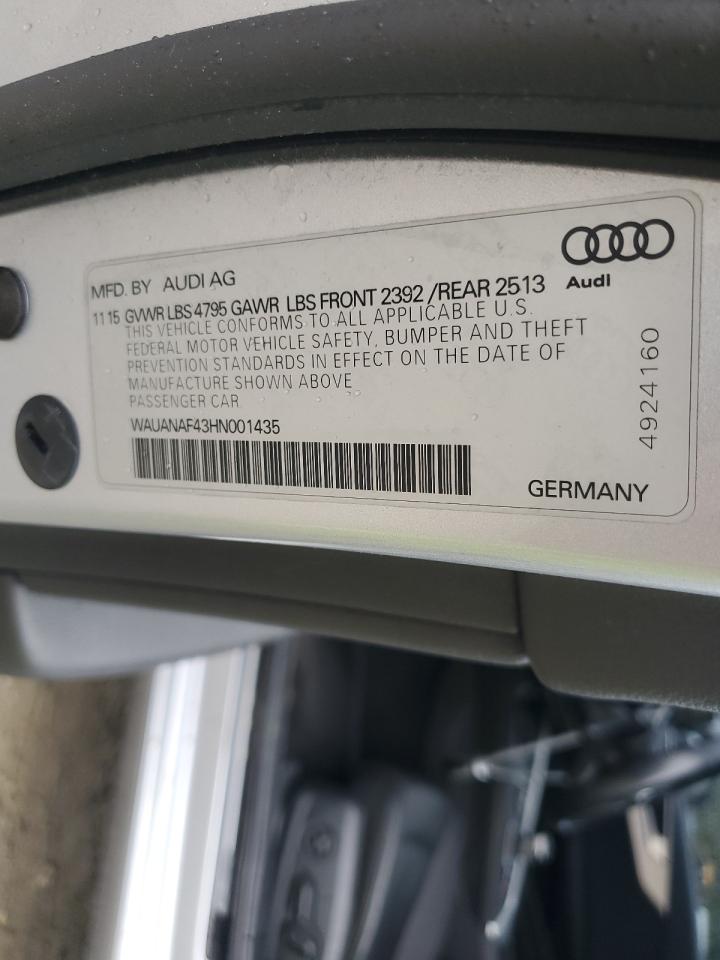 MFD. BY AUDI AG
11 15 GVWR LBS 4795 GAWR LBS FRONT 2392 /REAR 2513
THIS VEHICLE CONFORMS TO ALL APPLICABLE U.S.
FEDERAL MOTOR VEHICLE SAFETY, BUMPER AND THEFT
PREVENTION STANDARDS IN EFFECT ON THE DATE OF
MANUFACTURE SHOWN ABOVE
PASSENGER CAR
WAUANAF43HN001435
Audi
4924160
GERMANY